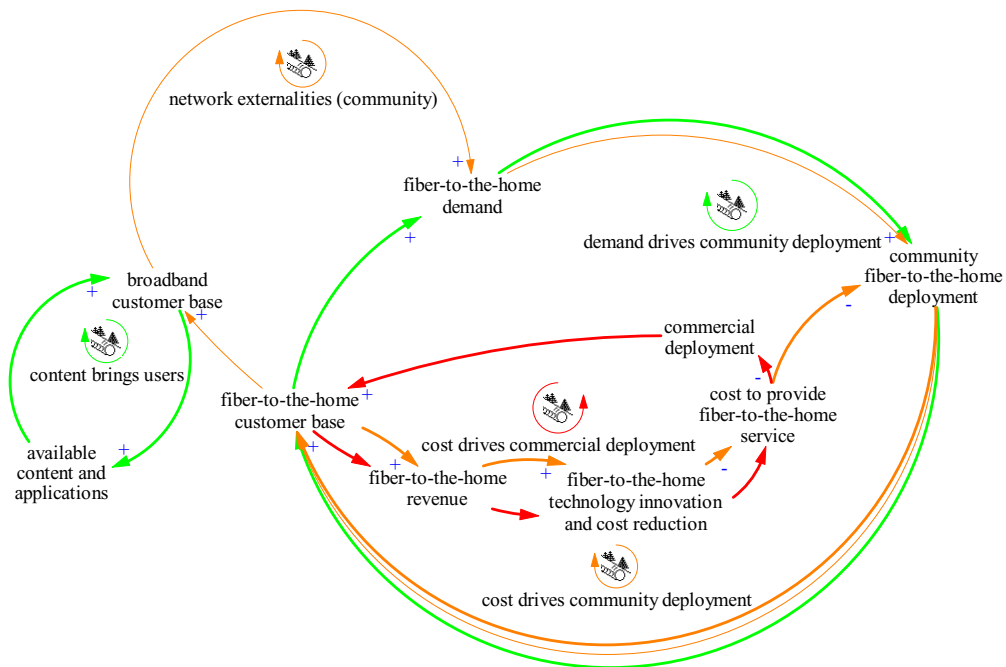 network externalities (community)
+
fiber-to-the-home
demand
+
demand drives community deployment
+
community
fiber-to-the-home
deployment
-
broadband
customer base
+
+
content brings users
available
content and
applications
+
commercial
deployment
-
cost to provide
fiber-to-the-home
service
-
fiber-to-the-home
customer base
+
cost drives commercial deployment
+
+
fiber-to-the-home
revenue
+
fiber-to-the-home
technology innovation
and cost reduction
cost drives community deployment